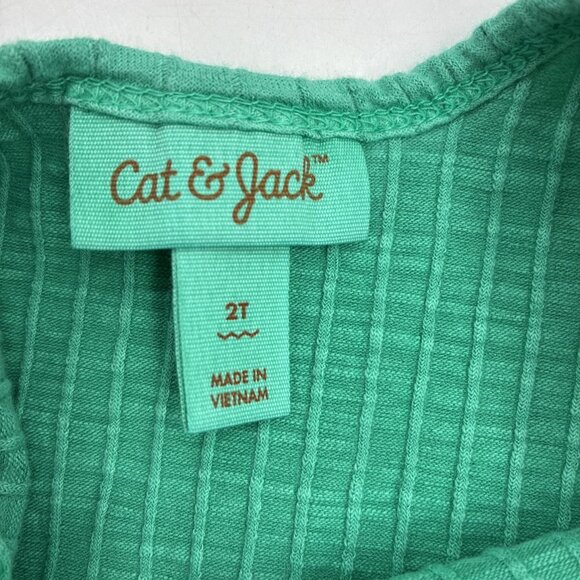 Cat & Jack™
2T
MADE IN
VIETNAM